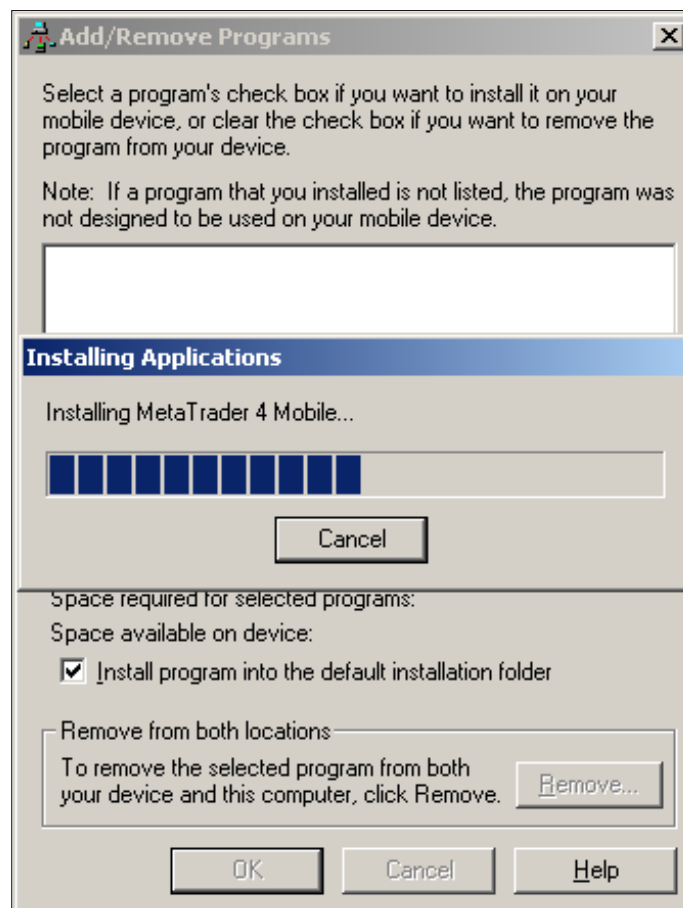 Add/Remove Programs
Select a program's check box if you want to install it on your
mobile device, or clear the check box if you want to remove the
program from your device.
Note: If a program that you installed is not listed, the program was
not designed to be used on your mobile device.
Installing Applications
Installing MetaTrader 4 Mobile...
Cancel
Space required for selected programs:
Space available on device:
Install program into the default installation folder
Remove from both locations
To remove the selected program from both
your device and this computer, click Remove.
Remove...
OK
Cancel
Help